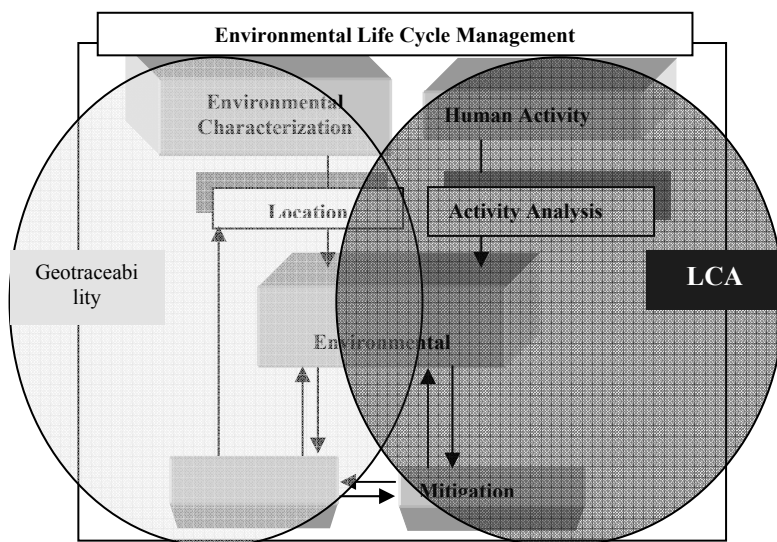 Environmental Life Cycle Management
Environmental
Characterization
Human Activity
Location
Activity Analysis
Geotraceabi
lity
LCA
Environmental
Mitigation